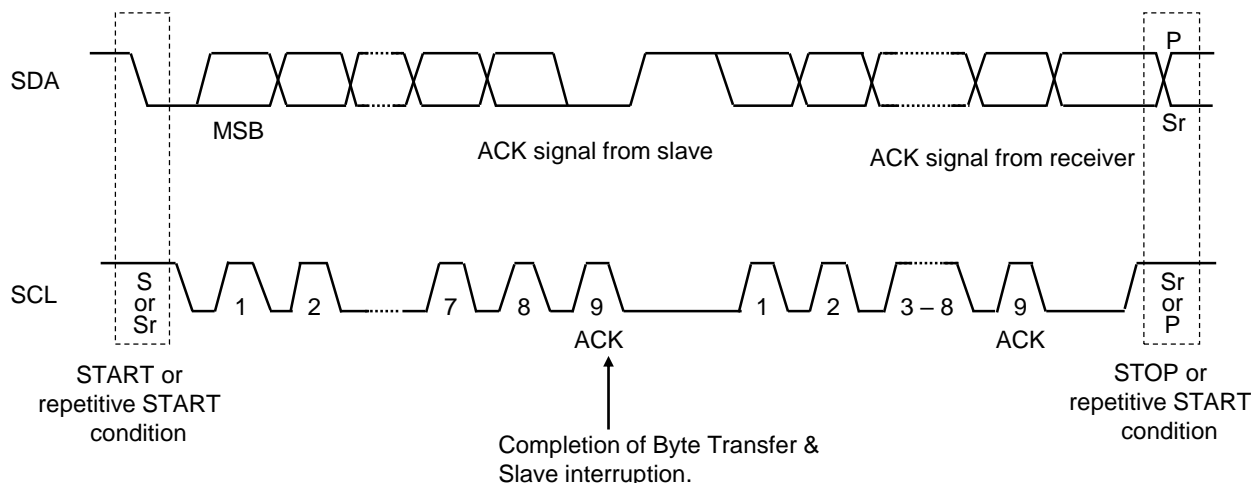 P
SDA
MSB
Sr
ACK signal from slave
ACK signal from receiver
SCL
S
or
Sr
1
2
7
8
9
1
2
3 – 8
9
Sr
or
P
ACK
ACK
START or
repetitive START
condition
STOP or
repetitive START
condition
Completion of Byte Transfer &
Slave interruption.